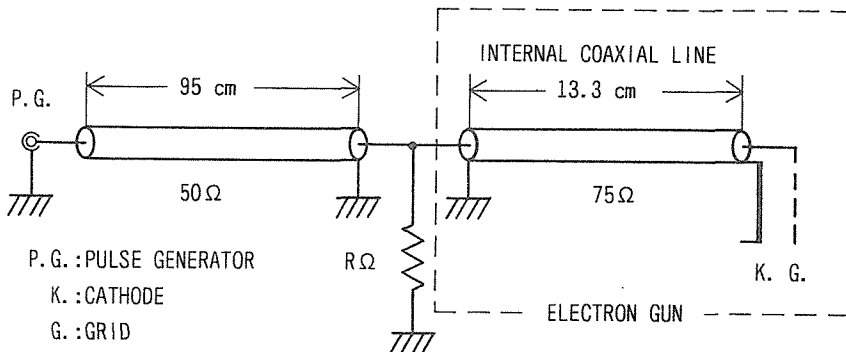 INTERNAL COAXIAL LINE
P.G.
95 cm
13.3 cm
50Ω
75Ω
P.G.:PULSE GENERATOR
RΩ
K. G.
K.:CATHODE
ELECTRON GUN
G.:GRID